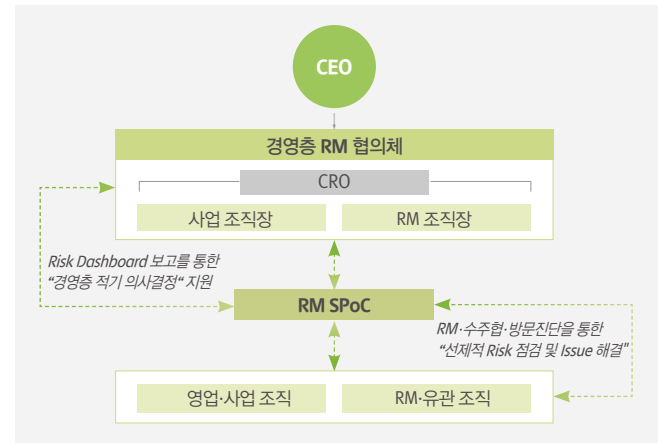 CEO
경영층 RM 협의체
CRO
사업 조직장
RM 조직장
Risk Dashboard 보고를 통한
“경영층 적기 의사결정“ 지원
RM SPoC
RM·수주협·방문진단을 통한
“선제적 Risk 점검 및 Issue 해결"
영업·사업 조직
RM·유관 조직